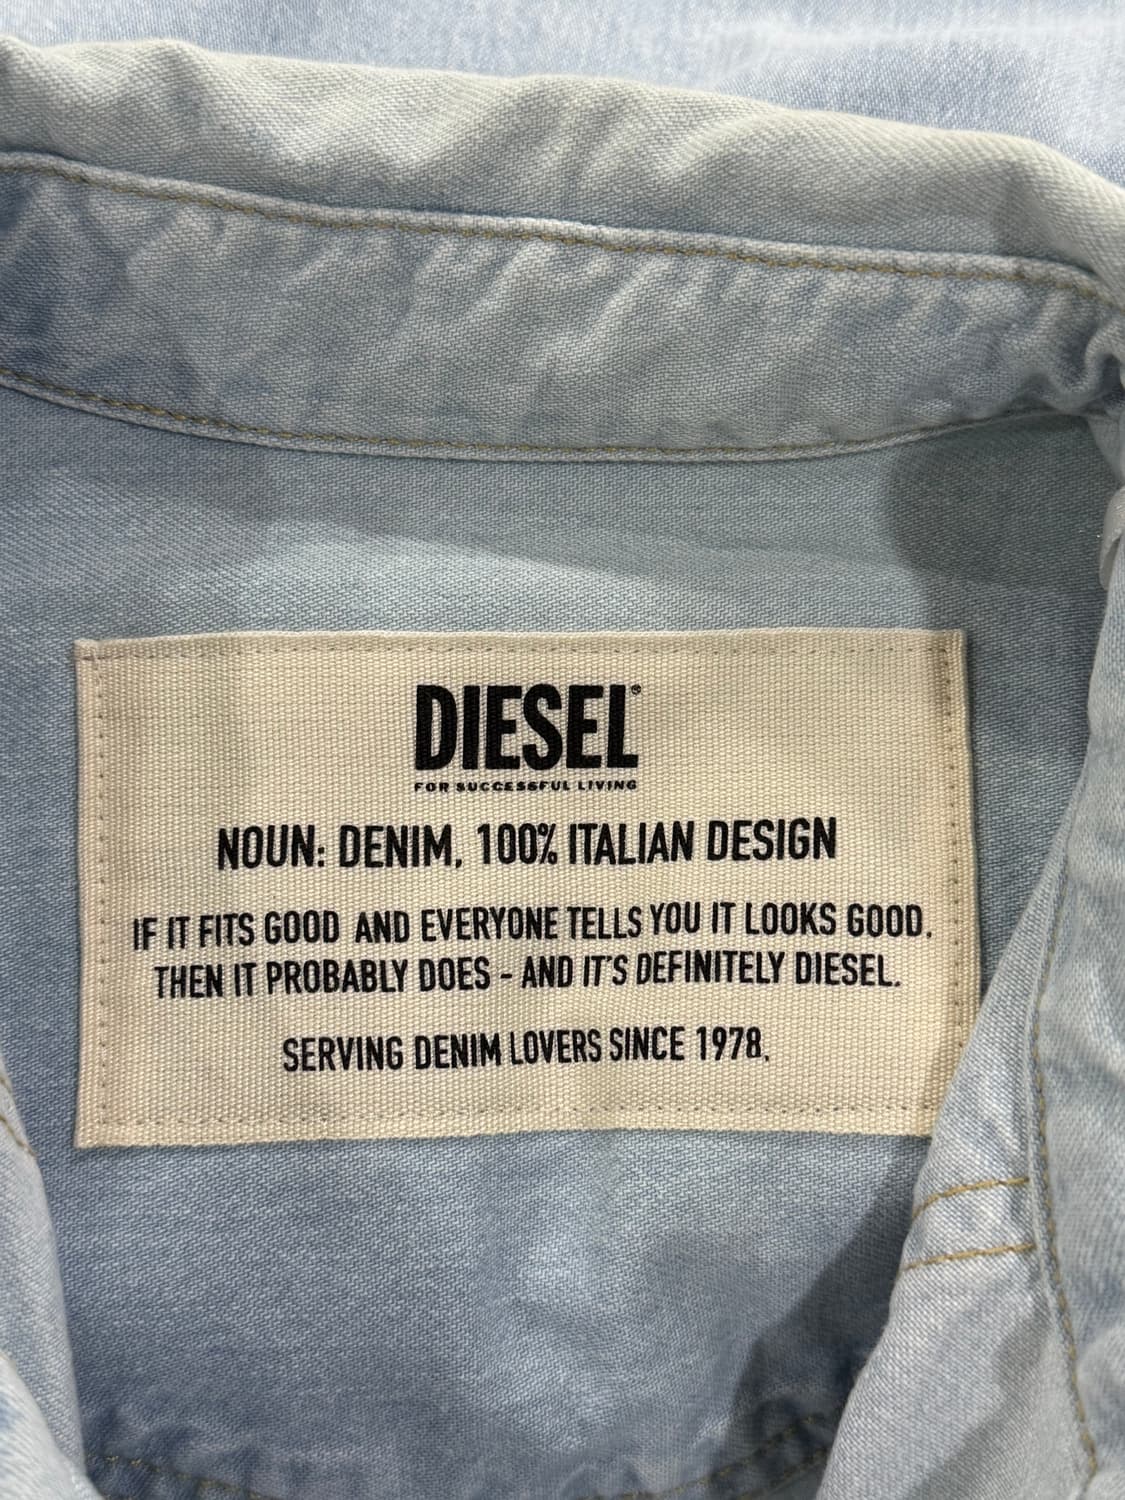 DIESEL®
FOR SUCCESSFUL LIVING
NOUN: DENIM, 100% ITALIAN DESIGN
IF IT FITS GOOD AND EVERYONE TELLS YOU IT LOOKS GOOD,
THEN IT PROBABLY DOES - AND IT'S DEFINITELY DIESEL.
SERVING DENIM LOVERS SINCE 1978.